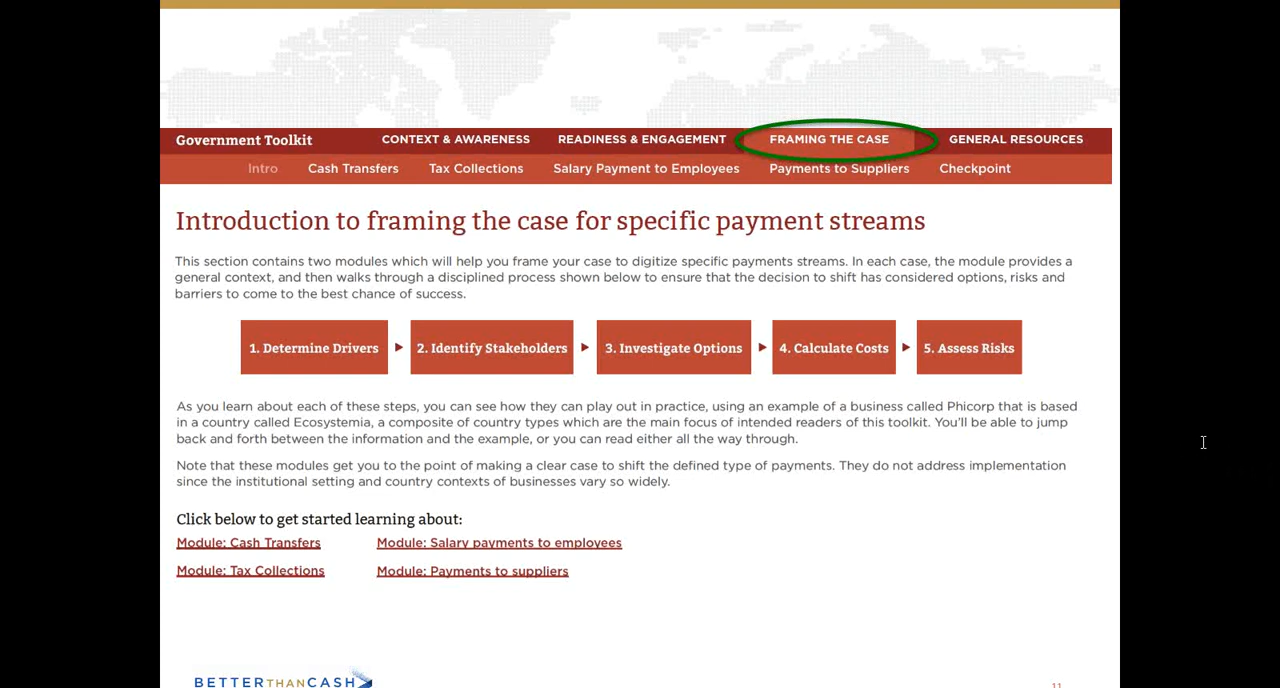 Government Toolkit CONTEXT & AWARENESS READINESS & ENGAGEMENT FRAMING THE CASE GENERAL RESOURCES
Intro Cash Transfers Tax Collections Salary Payment to Employees Payments to Suppliers Checkpoint
Introduction to framing the case for specific payment streams
This section contains two modules which will help you frame your case to digitize specific payments streams. In each case, the module provides a
general context, and then walks through a disciplined process shown below to ensure that the decision to shift has considered options, risks and
barriers to come to the best chance of success.
1. Determine Drivers 2. Identify Stakeholders 3. Investigate Options 4. Calculate Costs 5. Assess Risks
As you learn about each of these steps, you can see how they can play out in practice, using an example of a business called Phicorp that is based
in a country called Ecosystemia, a composite of country types which are the main focus of intended readers of this toolkit. You'll be able to jump
back and forth between the information and the example, or you can read either all the way through.
Note that these modules get you to the point of making a clear case to shift the defined type of payments. They do not address implementation
since the institutional setting and country contexts of businesses vary so widely.
Click below to get started learning about:
Module: Cash Transfers Module: Salary payments to employees
Module: Tax Collections Module: Payments to suppliers
BETTERTHANCASH 11